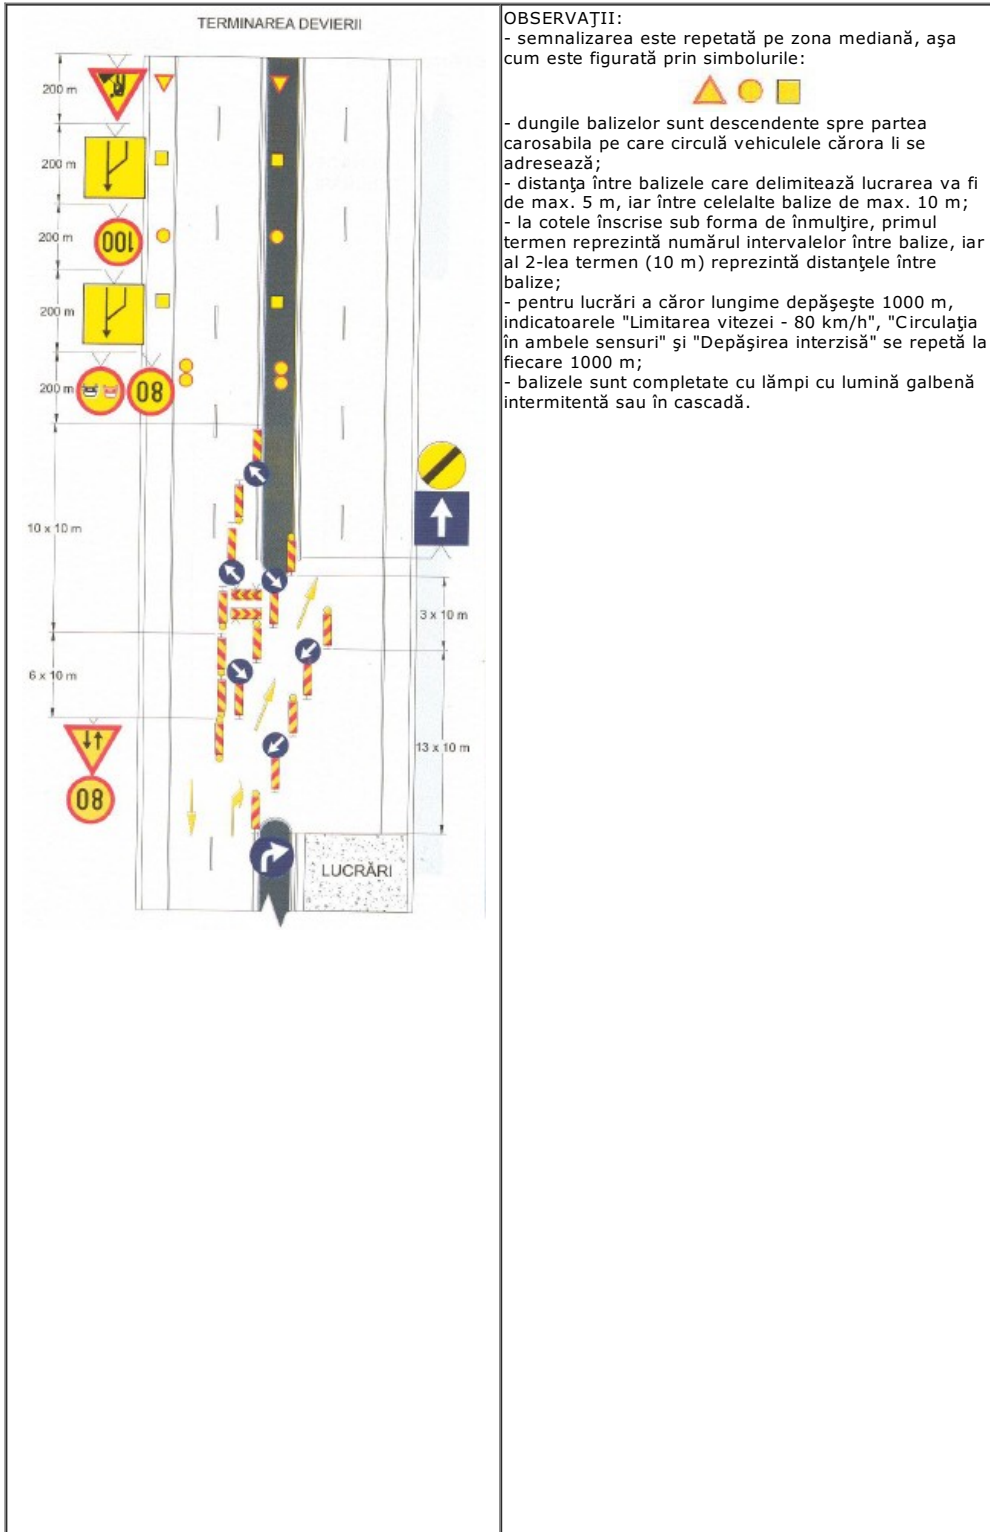 TERMINAREA DEVIERII
200 m
200 m
200 m
100
200 m
200 m
80
10 x 10 m
3 x 10 m
6 x 10 m
13 x 10 m
80
LUCRĂRI
OBSERVAŢII:
- semnalizarea este repetată pe zona mediană, aşa
cum este figurată prin simbolurile:
- dungile balizelor sunt descendente spre partea
carosabila pe care circulă vehiculele cărora li se
adresează;
- distanţa între balizele care delimitează lucrarea va fi
de max. 5 m, iar între celelalte balize de max. 10 m;
- la cotele înscrise sub forma de înmulţire, primul
termen reprezintă numărul intervalelor între balize, iar
al 2-lea termen (10 m) reprezintă distanţele între
balize;
- pentru lucrări a căror lungime depăşeşte 1000 m,
indicatoarele "Limitarea vitezei - 80 km/h", "Circulaţia
în ambele sensuri" şi "Depăşirea interzisă" se repetă la
fiecare 1000 m;
- balizele sunt completate cu lămpi cu lumină galbenă
intermitentă sau în cascadă.